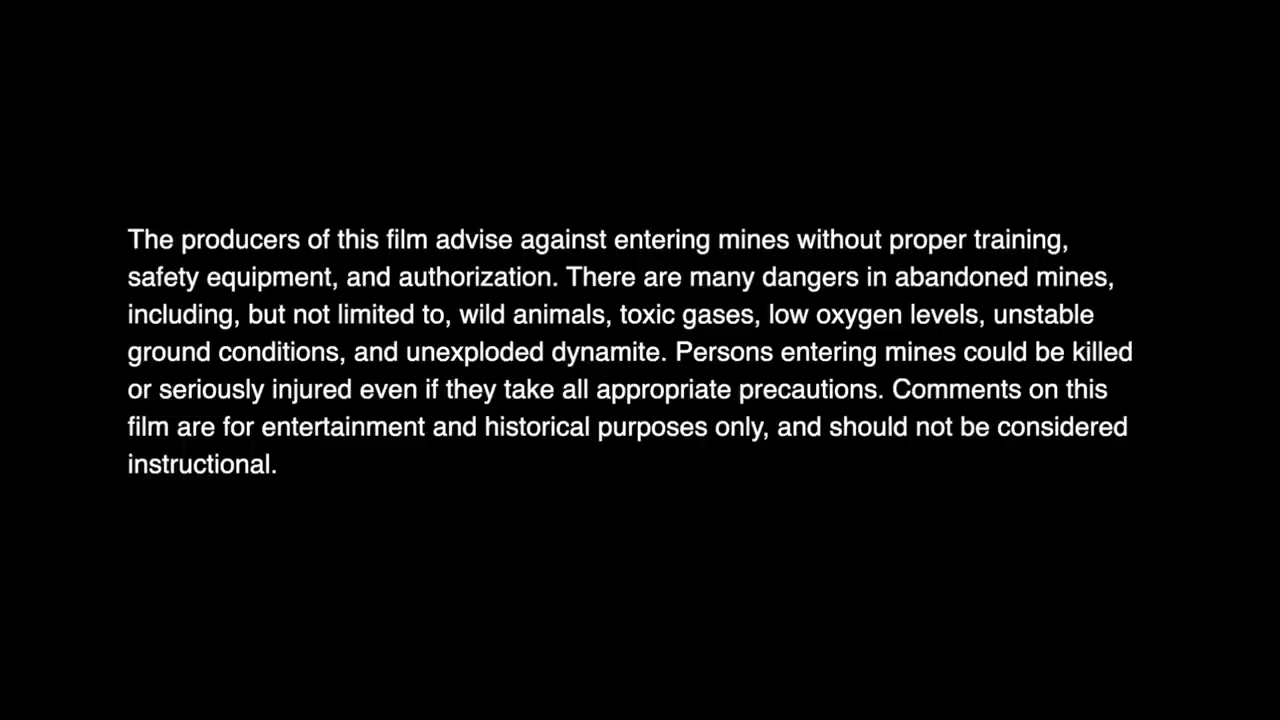 The producers of this film advise against entering mines without proper training,
safety equipment, and authorization. There are many dangers in abandoned mines,
including, but not limited to, wild animals, toxic gases, low oxygen levels, unstable
ground conditions, and unexploded dynamite. Persons entering mines could be killed
or seriously injured even if they take all appropriate precautions. Comments on this
film are for entertainment and historical purposes only, and should not be considered
instructional.